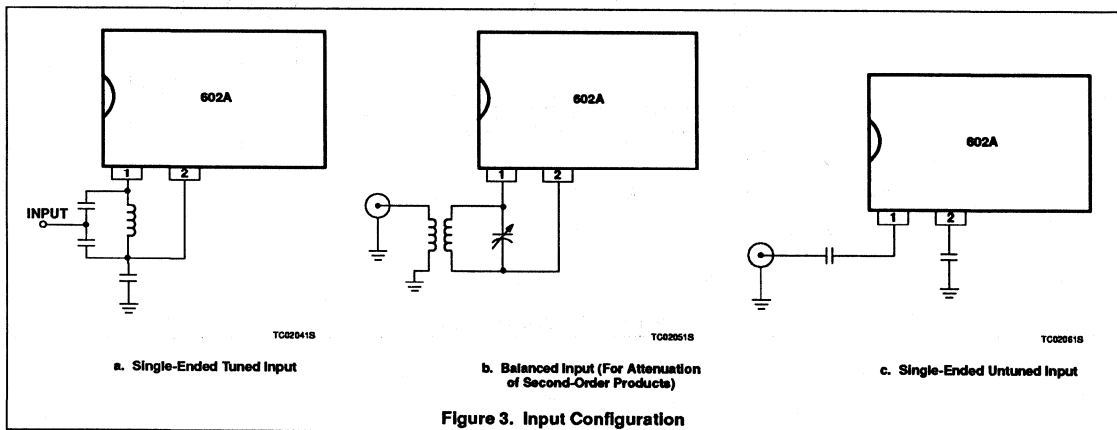 602A
1 2
INPUT
TC02041S
a. Single-Ended Tuned Input
602A
1 2
TC02051S
b. Balanced Input (For Attenuation
of Second-Order Products)
602A
1 2
TC02061S
c. Single-Ended Untuned Input
Figure 3. Input Configuration